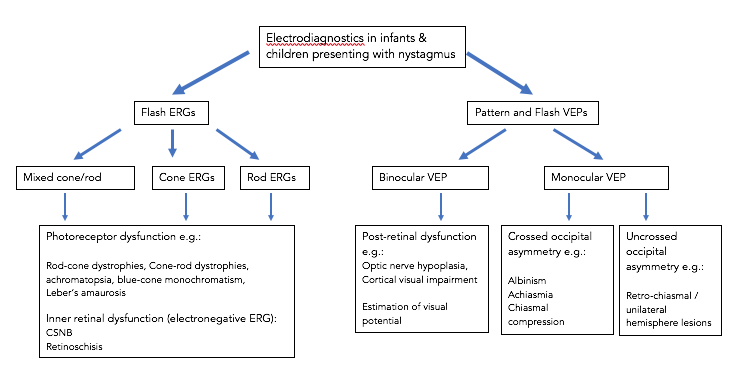 Electrodiagnostics in infants &
children presenting with nystagmus
Flash ERGs
Pattern and Flash VEPs
Mixed cone/rod
Cone ERGs
Rod ERGs
Binocular VEP
Monocular VEP
Photoreceptor dysfunction e.g.:
Rod-cone dystrophies, Cone-rod dystrophies,
achromatopsia, blue-cone monochromatism,
Leber's amaurosis
Inner retinal dysfunction (electronegative ERG):
CSNB
Retinoschisis
Post-retinal dysfunction
e.g.:
Optic nerve hypoplasia,
Cortical visual impairment
Estimation of visual
potential
Crossed occipital
asymmetry e.g.:
Albinism
Achiasmia
Chiasmal
compression
Uncrossed
occipital
asymmetry e.g.:
Retro-chiasmal /
unilateral
hemisphere lesions